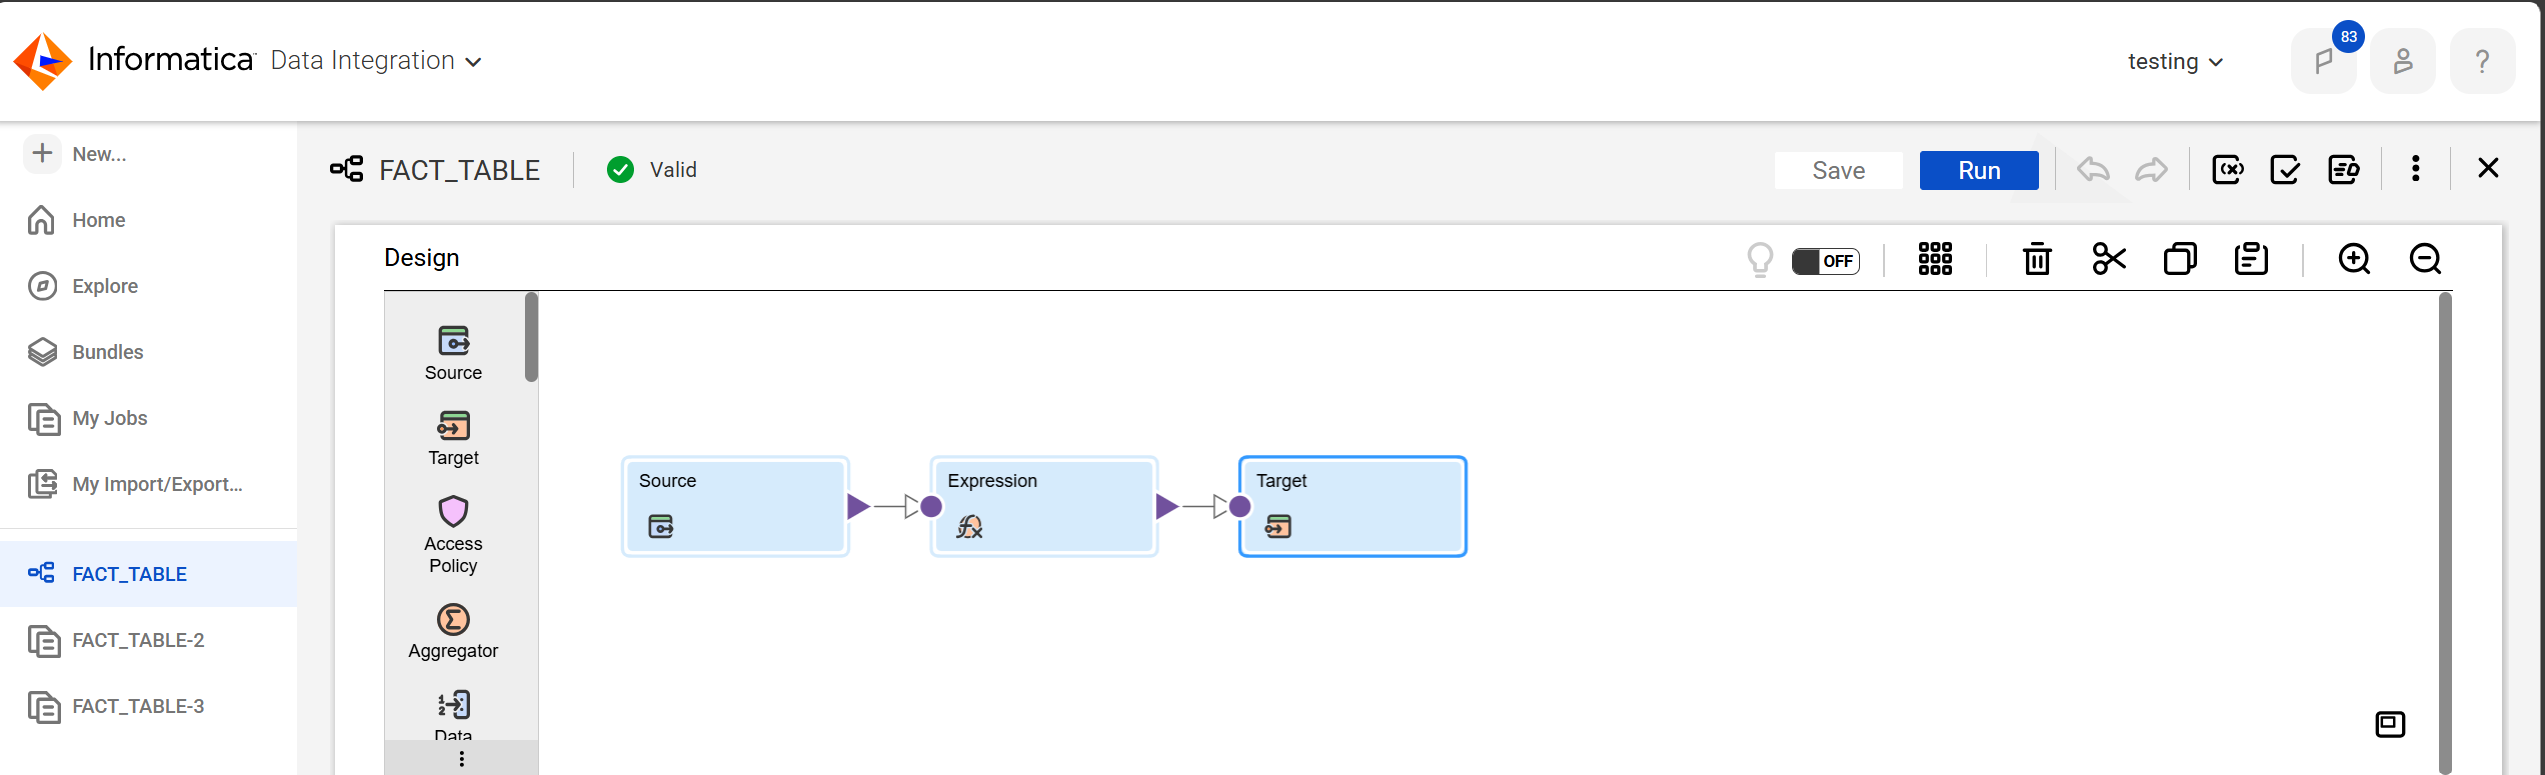 Informatica™ Data Integration
testing
83
?
New...
Home
Explore
Bundles
My Jobs
My Import/Export...
FACT_TABLE
FACT_TABLE-2
FACT_TABLE-3
FACT_TABLE
Valid
Save
Run
Design
OFF
Source
Target
Access
Policy
Aggregator
Data
Source
Expression
Target